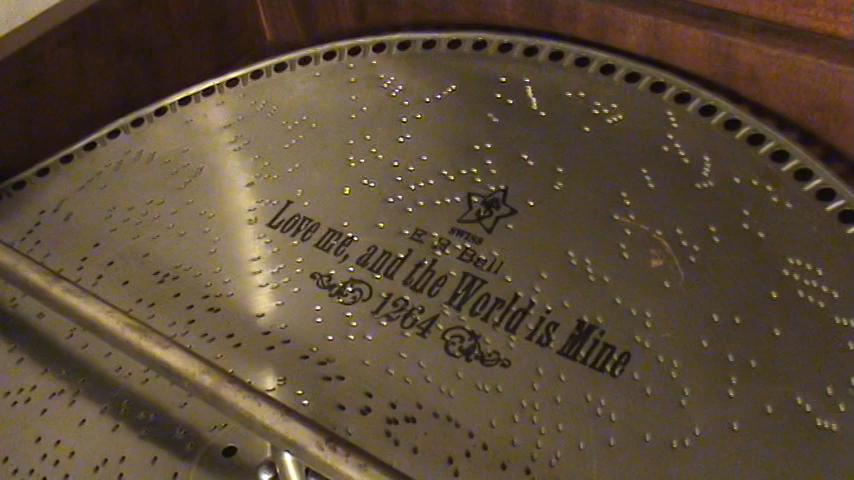 S
SWISS
E. R. Bell
Love me, and the World is Mine
1264